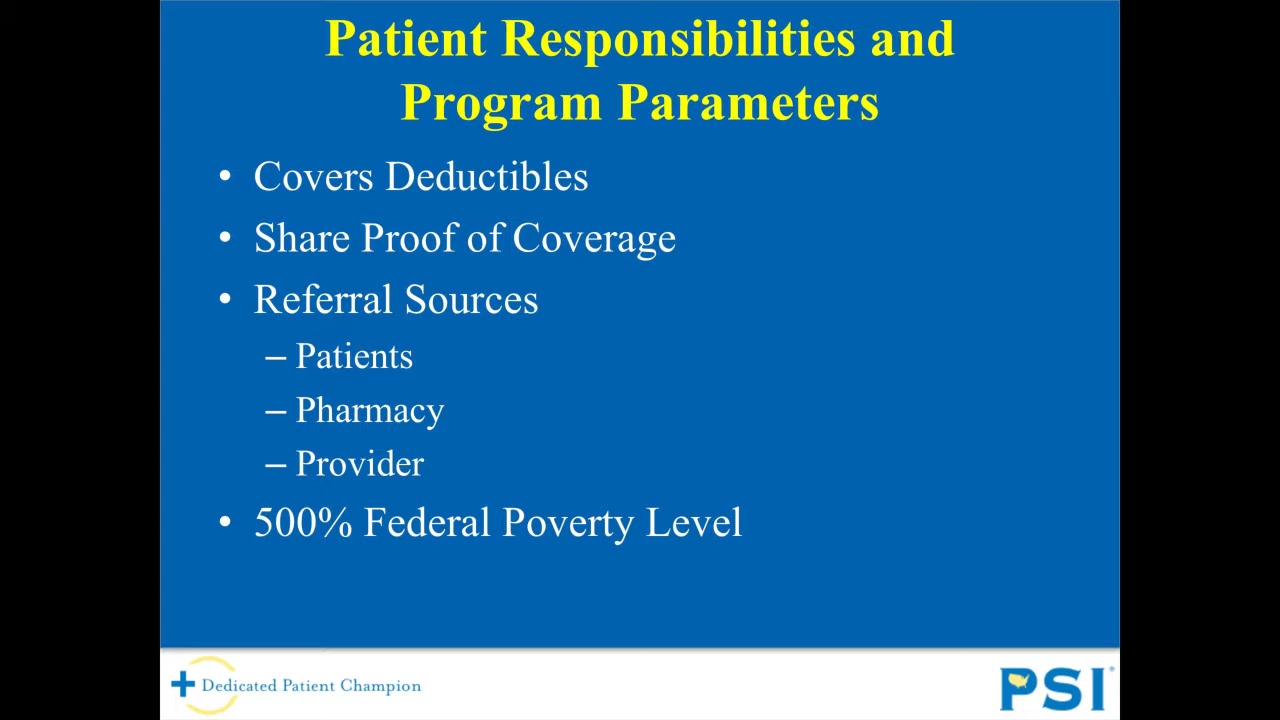 Patient Responsibilities and
Program Parameters
• Covers Deductibles
• Share Proof of Coverage
• Referral Sources
– Patients
– Pharmacy
– Provider
• 500% Federal Poverty Level
Dedicated Patient Champion
PSI®